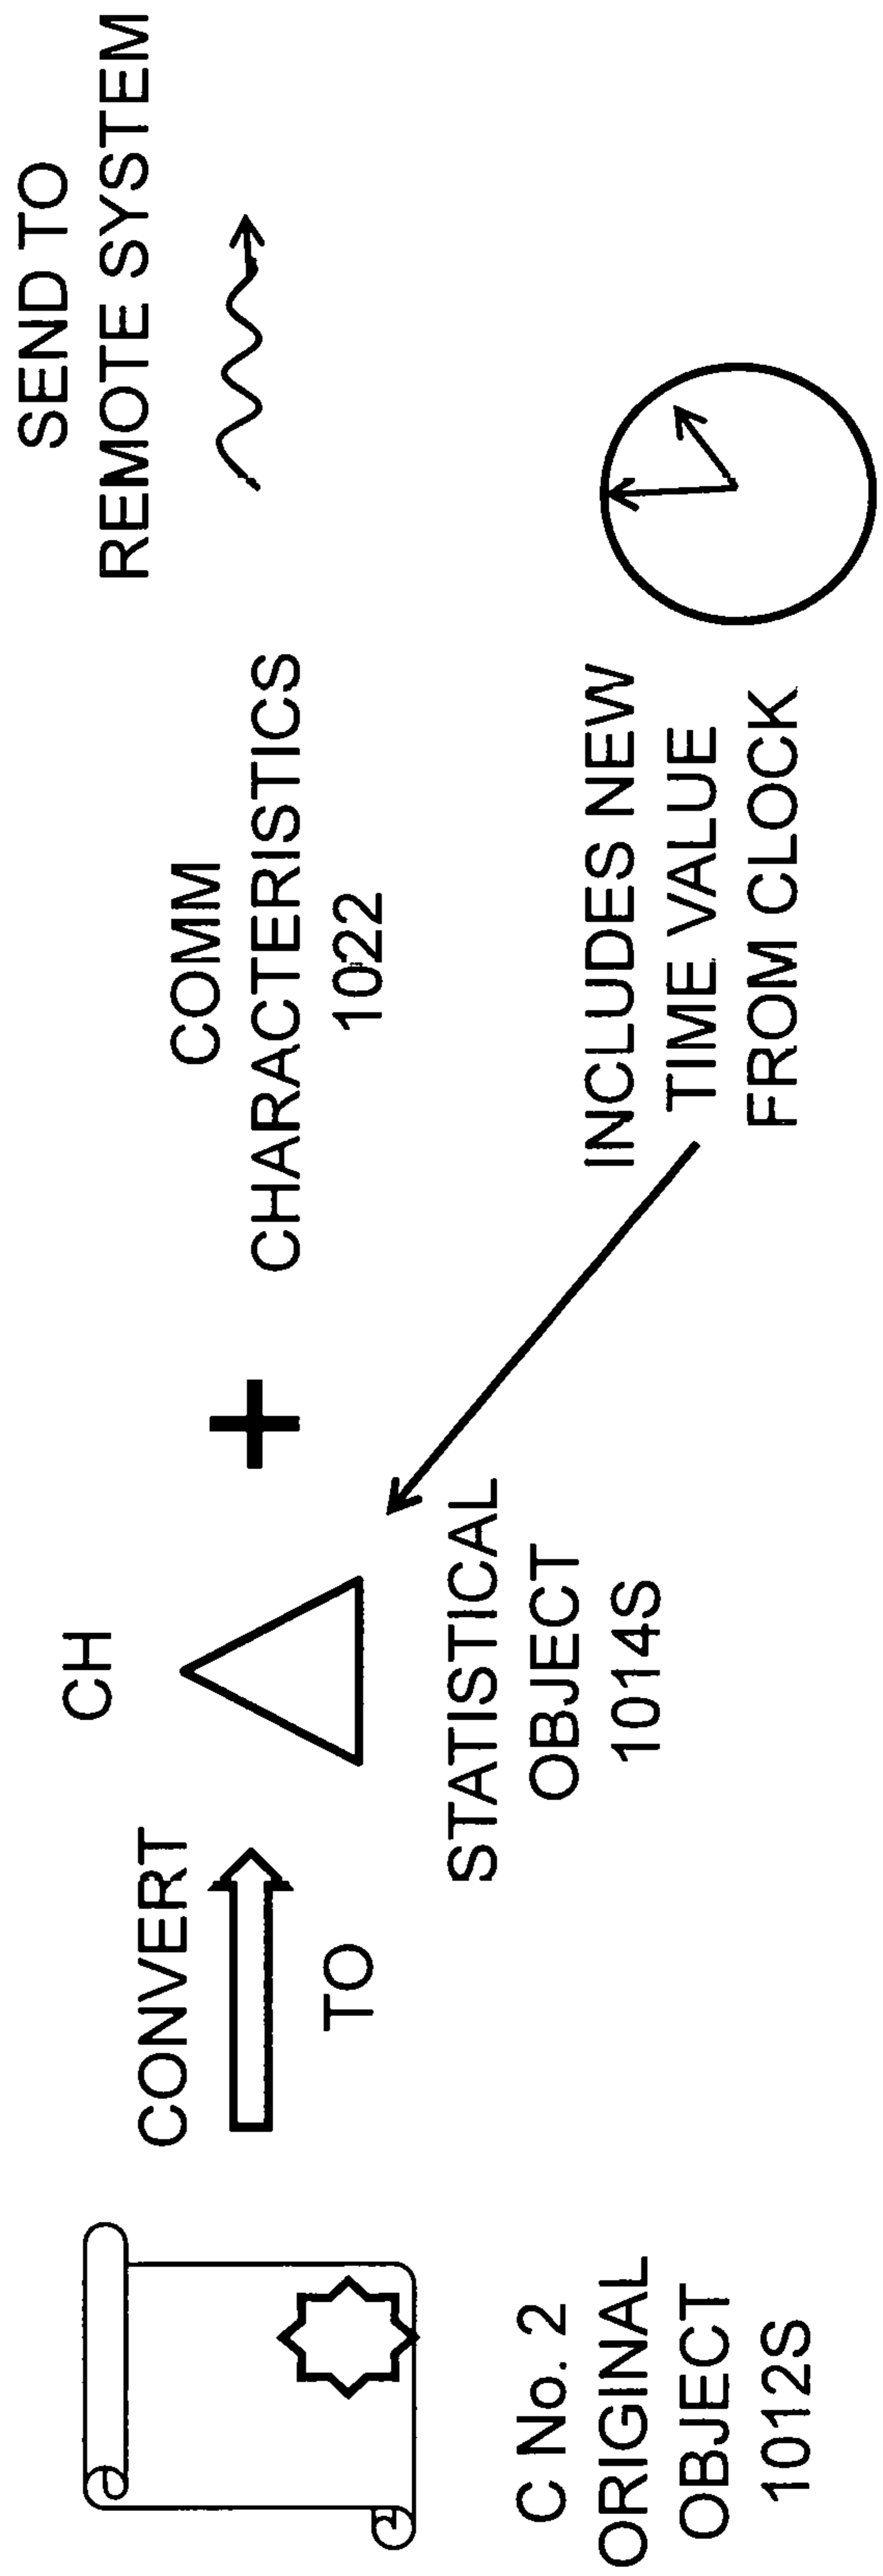 C No. 2
ORIGINAL
OBJECT
1012S
CONVERT
TO
CH
STATISTICAL
OBJECT
1014S
+
COMM
CHARACTERISTICS
1022
INCLUDES NEW
TIME VALUE
FROM CLOCK
SEND TO
REMOTE SYSTEM